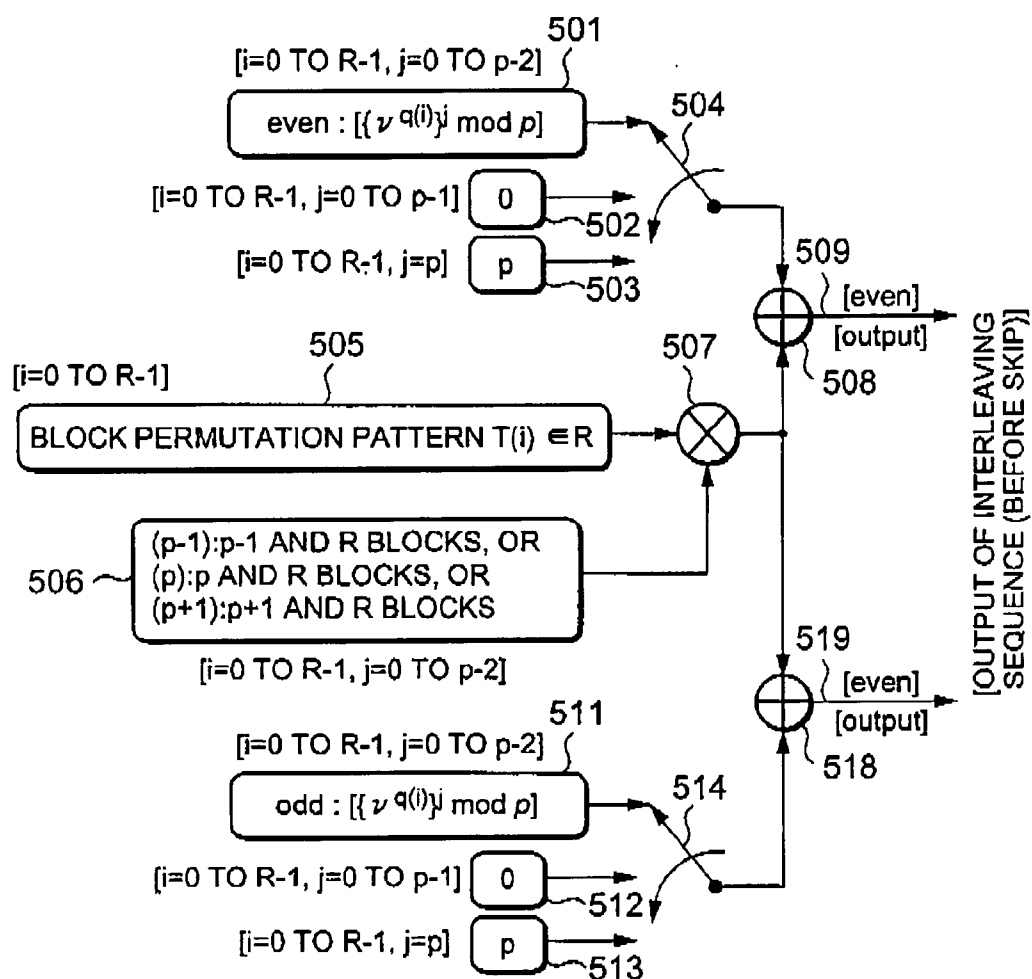 501
[i=0 TO R-1, j=0 TO p-2]
even : [{ν^q(i)}^j mod p]
504
[i=0 TO R-1, j=0 TO p-1]
0
502
[i=0 TO R-1, j=p]
p
503
509
[even]
[output]
508
505
507
[i=0 TO R-1]
BLOCK PERMUTATION PATTERN T(i) ∈R
506
(p-1):p-1 AND R BLOCKS, OR
(p):p AND R BLOCKS, OR
(p+1):p+1 AND R BLOCKS
[i=0 TO R-1, j=0 TO p-2]
519
[even]
[output]
518
511
[i=0 TO R-1, j=0 TO p-2]
odd : [{ν^q(i)}^j mod p]
514
[i=0 TO R-1, j=0 TO p-1]
0
512
[i=0 TO R-1, j=p]
p
513
[OUTPUT OF INTERLEAVING
SEQUENCE (BEFORE SKIP)]